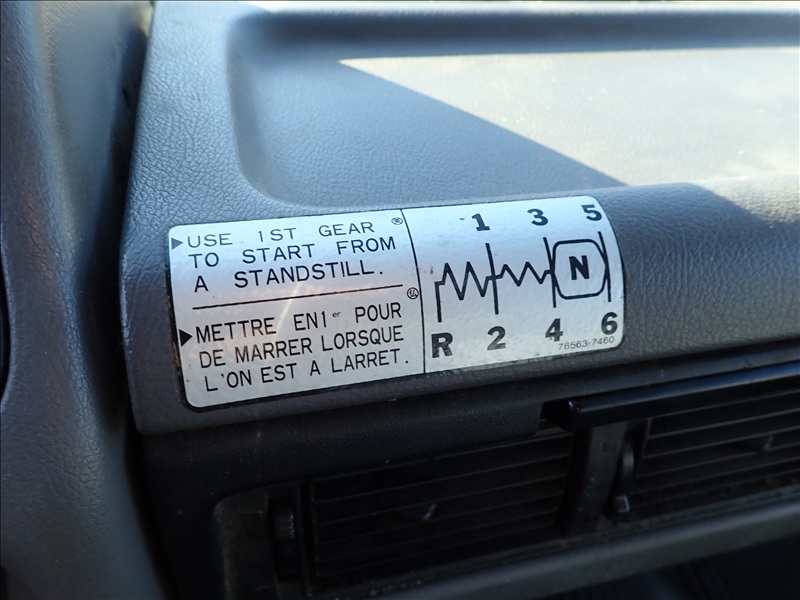 USE 1ST GEAR
TO START FROM
A STANDSTILL.
METTRE EN1er POUR
DE MARRER LORSQUE
L'ON EST A LARRET.
1 3 5
N
R 2 4 6
76563-7460